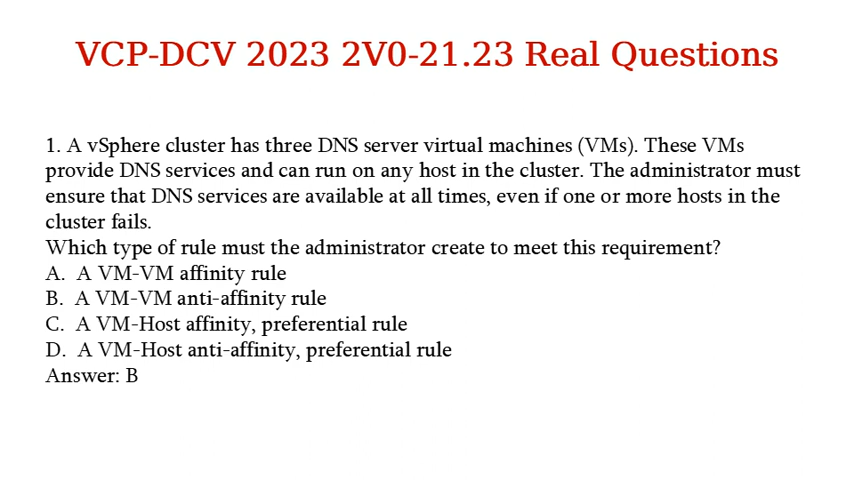 VCP-DCV 2023 2V0-21.23 Real Questions
1. A vSphere cluster has three DNS server virtual machines (VMs). These VMs
provide DNS services and can run on any host in the cluster. The administrator must
ensure that DNS services are available at all times, even if one or more hosts in the
cluster fails.
Which type of rule must the administrator create to meet this requirement?
A. A VM-VM affinity rule
B. A VM-VM anti-affinity rule
C. A VM-Host affinity, preferential rule
D. A VM-Host anti-affinity, preferential rule
Answer: B